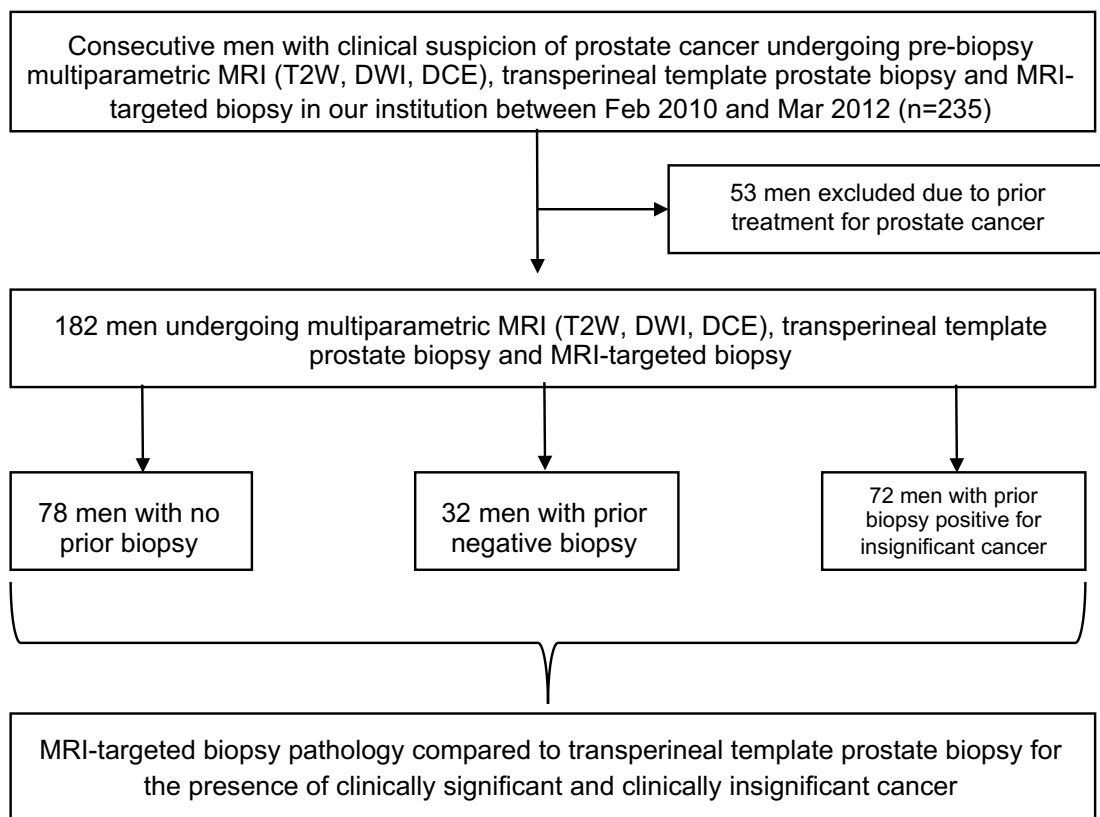 Consecutive men with clinical suspicion of prostate cancer undergoing pre-biopsy
multiparametric MRI (T2W, DWI, DCE), transperineal template prostate biopsy and MRI-
targeted biopsy in our institution between Feb 2010 and Mar 2012 (n=235)
53 men excluded due to prior
treatment for prostate cancer
182 men undergoing multiparametric MRI (T2W, DWI, DCE), transperineal template
prostate biopsy and MRI-targeted biopsy
78 men with no
prior biopsy
32 men with prior
negative biopsy
72 men with prior
biopsy positive for
insignificant cancer
MRI-targeted biopsy pathology compared to transperineal template prostate biopsy for
the presence of clinically significant and clinically insignificant cancer